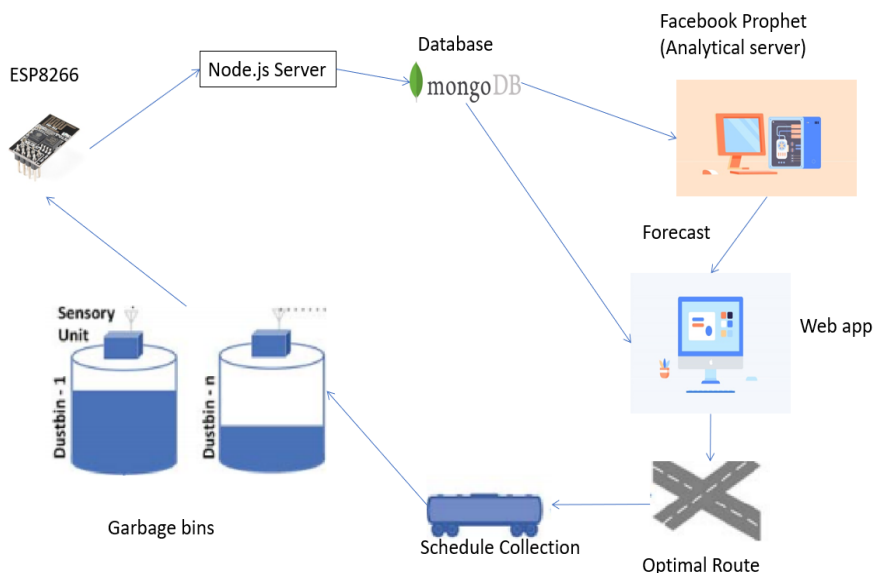 Facebook Prophet
(Analytical server)
Database
ESP8266
Node.js Server
mongoDB
Forecast
Web app
Sensory
Unit
Dustbin - 1
Dustbin - n
Garbage bins
Schedule Collection
Optimal Route